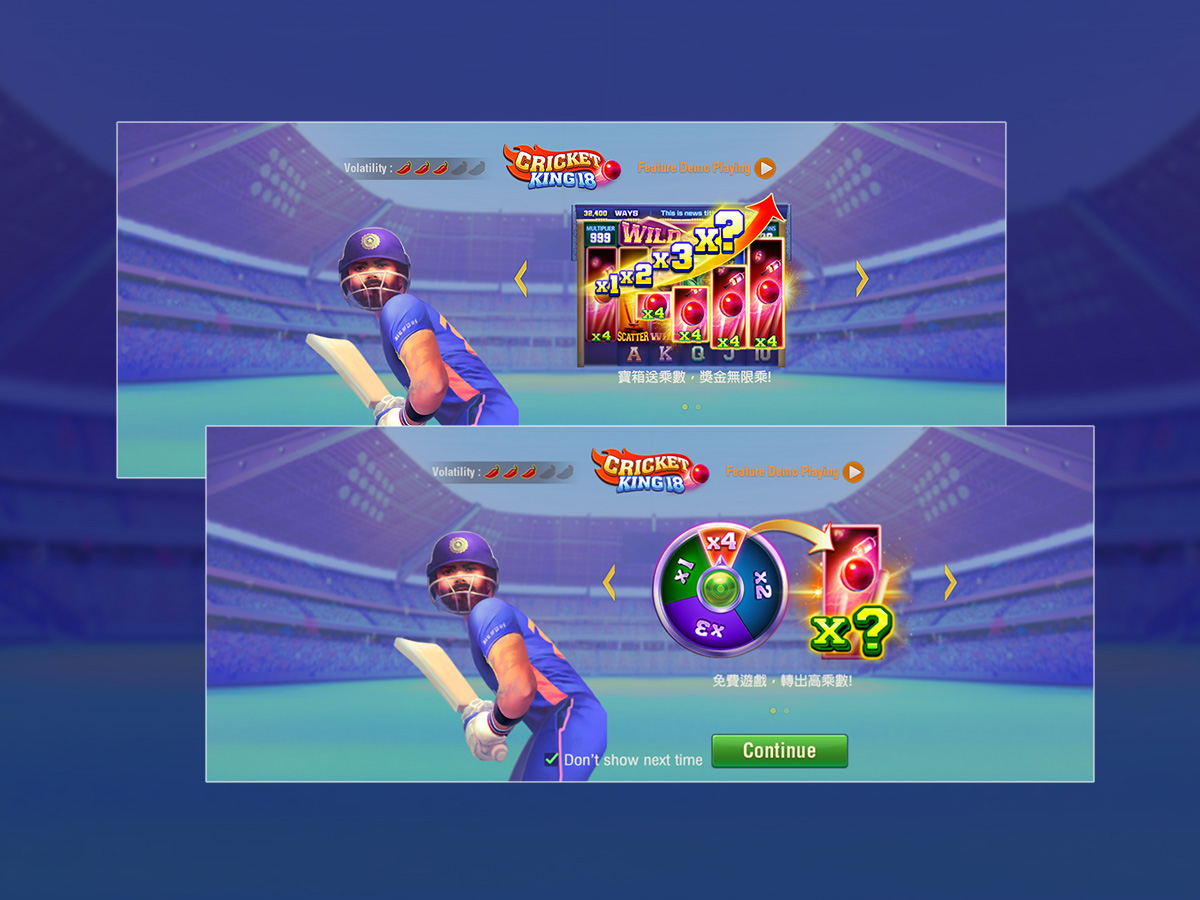 Volatility :
CRICKET
KING 18
Feature Demo Playing
32,400 WAYS
This is news
MULTIPLIER
999
WILD
x1
x2
x3
x?
x4
SCATTER
x4
x4
x4
x4
A K Q J 10
寶箱送乘數，獎金無限乘!
Volatility :
CRICKET
KING 18
Feature Demo Playing
x4
x1
x2
x3
x?
免費遊戲，轉出高乘數!
Don't show next time
Continue